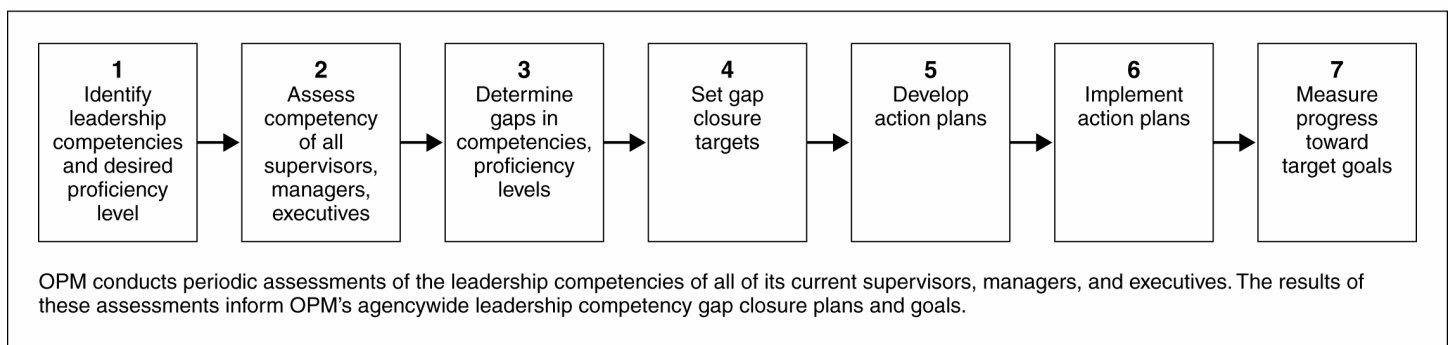 1
Identify
leadership
competencies
and desired
proficiency
level
2
Assess
competency
of all
supervisors,
managers,
executives
3
Determine
gaps in
competencies,
proficiency
levels
4
Set gap
closure
targets
5
Develop
action plans
6
Implement
action plans
7
Measure
progress
toward
target goals
OPM conducts periodic assessments of the leadership competencies of all of its current supervisors, managers, and executives. The results of
these assessments inform OPM's agencywide leadership competency gap closure plans and goals.